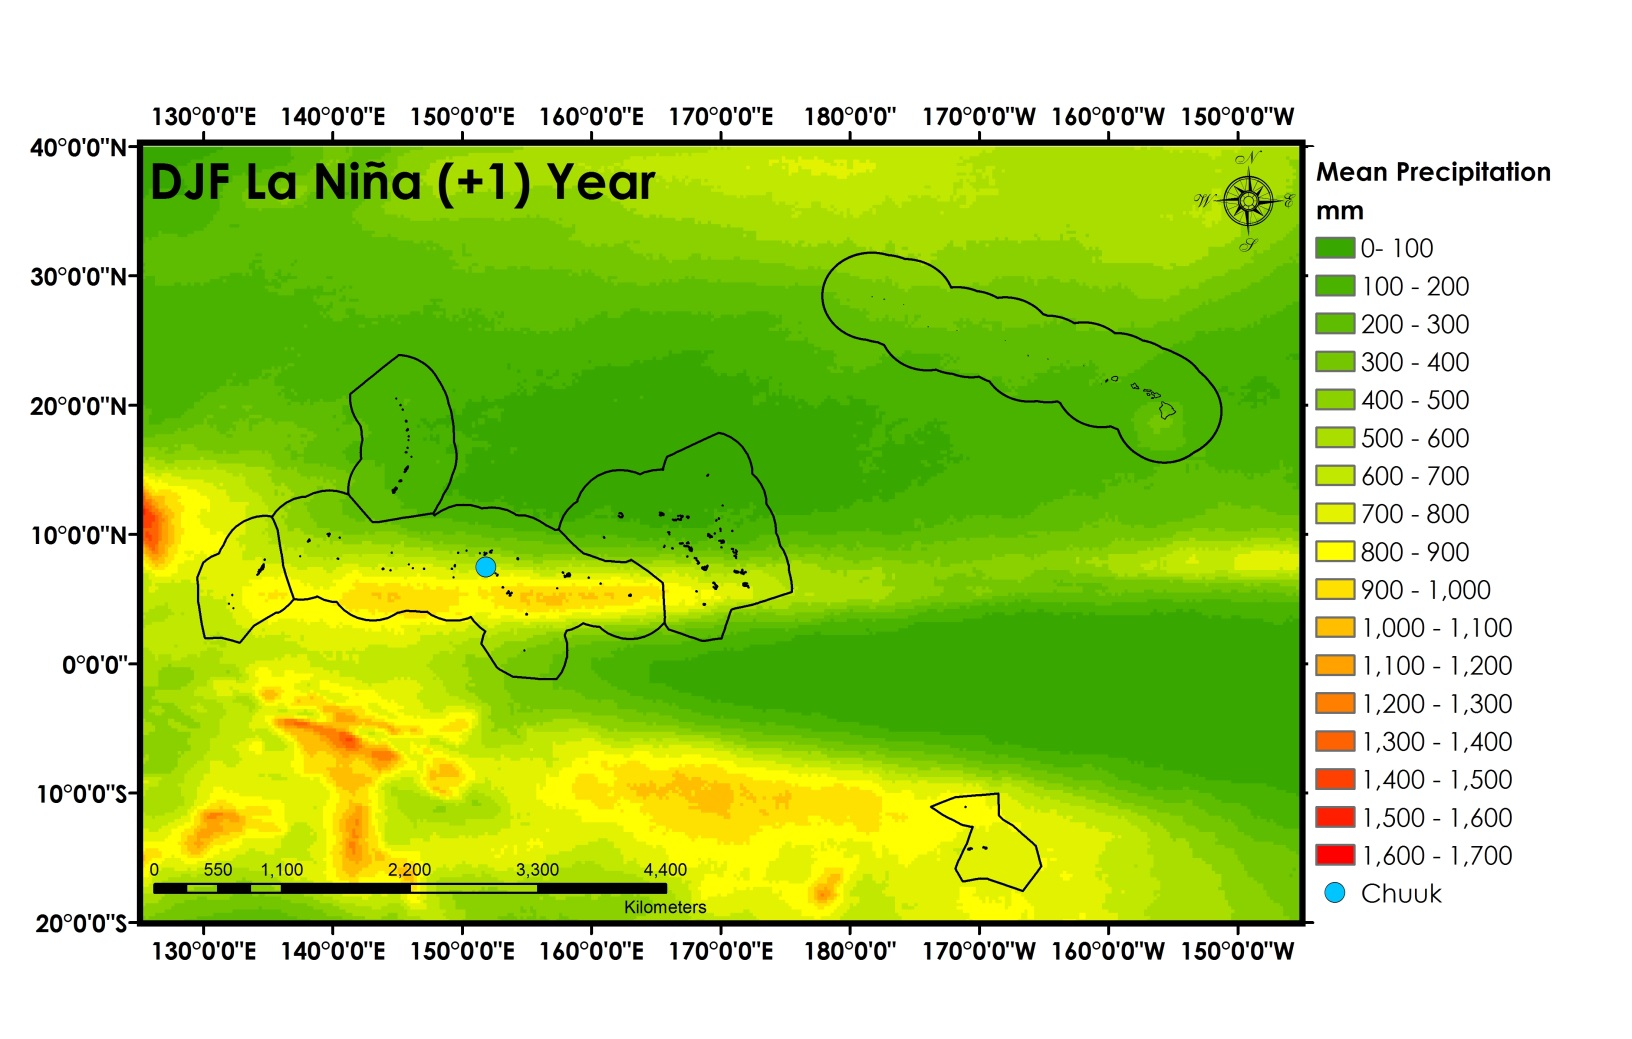 130°0'0"E 140°0'0"E 150°0'0"E 160°0'0"E 170°0'0"E 180°0'0" 170°0'0"W 160°0'0"W 150°0'0"W
40°0'0"N
DJF La Niña (+1) Year
N
W E
S
30°0'0"N
20°0'0"N
10°0'0"N
0°0'0"
10°0'0"S
20°0'0"S
0 550 1,100 2,200 3,300 4,400
Kilometers
130°0'0"E 140°0'0"E 150°0'0"E 160°0'0"E 170°0'0"E 180°0'0" 170°0'0"W 160°0'0"W 150°0'0"W
Mean Precipitation
mm
0- 100
100 - 200
200 - 300
300 - 400
400 - 500
500 - 600
600 - 700
700 - 800
800 - 900
900 - 1,000
1,000 - 1,100
1,100 - 1,200
1,200 - 1,300
1,300 - 1,400
1,400 - 1,500
1,500 - 1,600
1,600 - 1,700
Chuuk